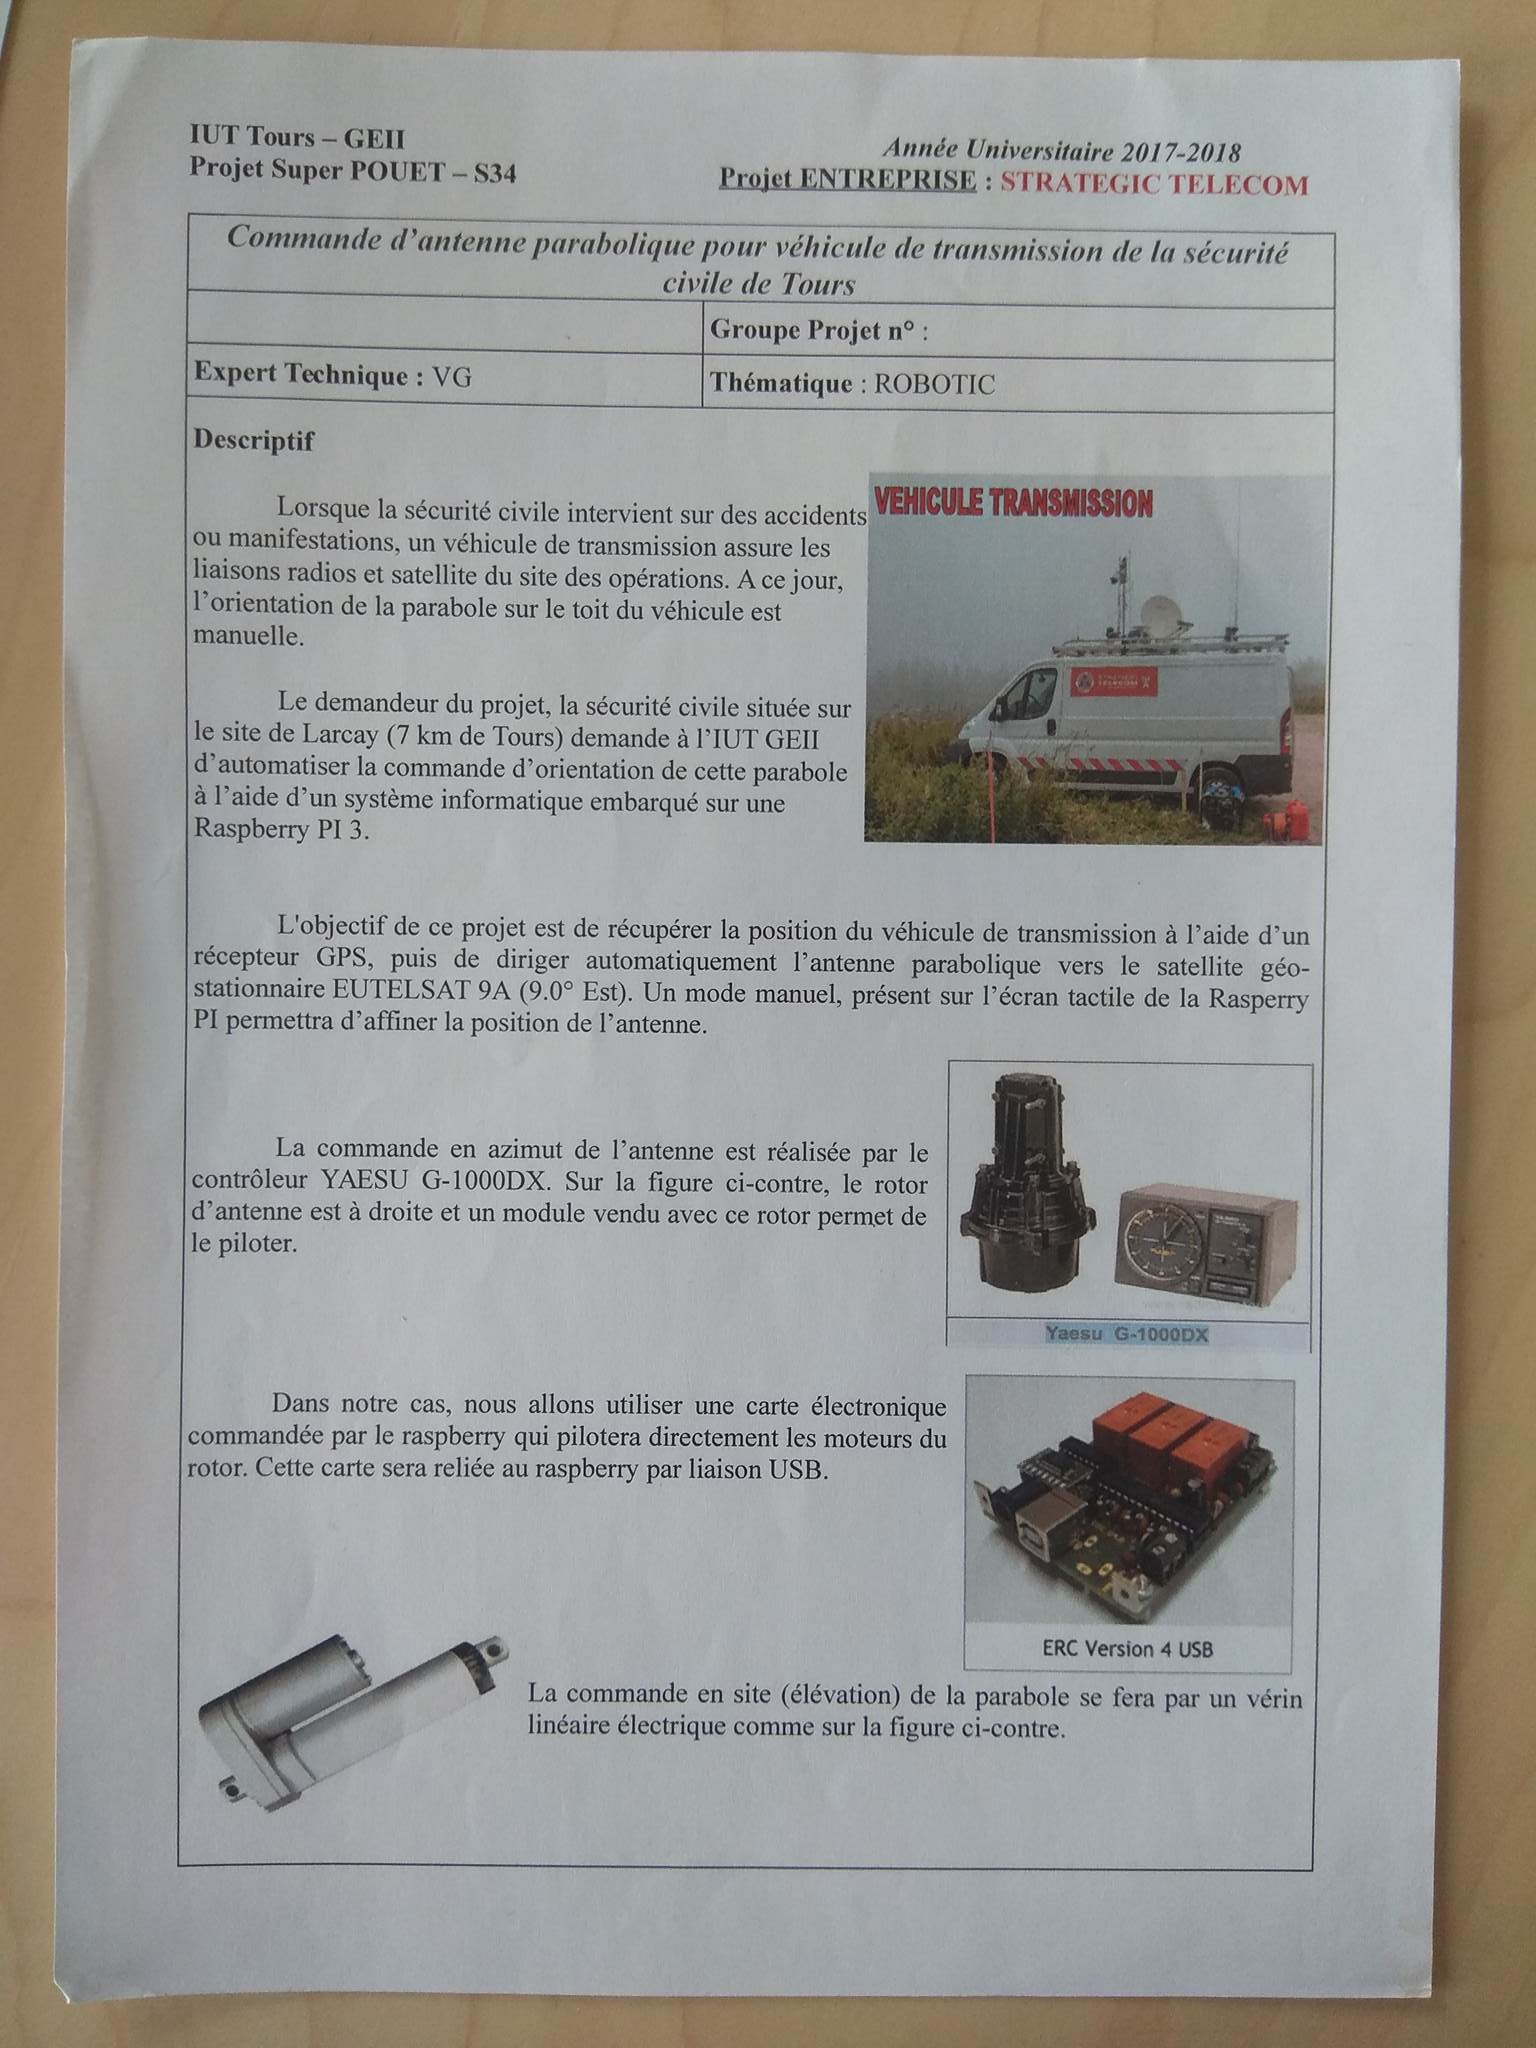 IUT Tours – GEII
Projet Super POUET – S34
Année Universitaire 2017-2018
Projet ENTREPRISE : STRATEGIC TELECOM
Commande d’antenne parabolique pour véhicule de transmission de la sécurité
civile de Tours
Groupe Projet n° :
Expert Technique : VG
Thématique : ROBOTIC
Descriptif
Lorsque la sécurité civile intervient sur des accidents
ou manifestations, un véhicule de transmission assure les
liaisons radios et satellite du site des opérations. A ce jour,
l’orientation de la parabole sur le toit du véhicule est
manuelle.
VEHICULE TRANSMISSION
TELECOM
Le demandeur du projet, la sécurité civile située sur
le site de Larcay (7 km de Tours) demande à l’IUT GEII
d’automatiser la commande d’orientation de cette parabole
à l’aide d’un système informatique embarqué sur une
Raspberry PI 3.
L'objectif de ce projet est de récupérer la position du véhicule de transmission à l’aide d’un
récepteur GPS, puis de diriger automatiquement l’antenne parabolique vers le satellite géo-
stationnaire EUTELSAT 9A (9.0° Est). Un mode manuel, présent sur l’écran tactile de la Rasperry
PI permettra d’affiner la position de l’antenne.
La commande en azimut de l’antenne est réalisée par le
contrôleur YAESU G-1000DX. Sur la figure ci-contre, le rotor
d’antenne est à droite et un module vendu avec ce rotor permet de
le piloter.
Yaesu G-1000DX
Dans notre cas, nous allons utiliser une carte électronique
commandée par le raspberry qui pilotera directement les moteurs du
rotor. Cette carte sera reliée au raspberry par liaison USB.
ERC Version 4 USB
La commande en site (élévation) de la parabole se fera par un vérin
linéaire électrique comme sur la figure ci-contre.